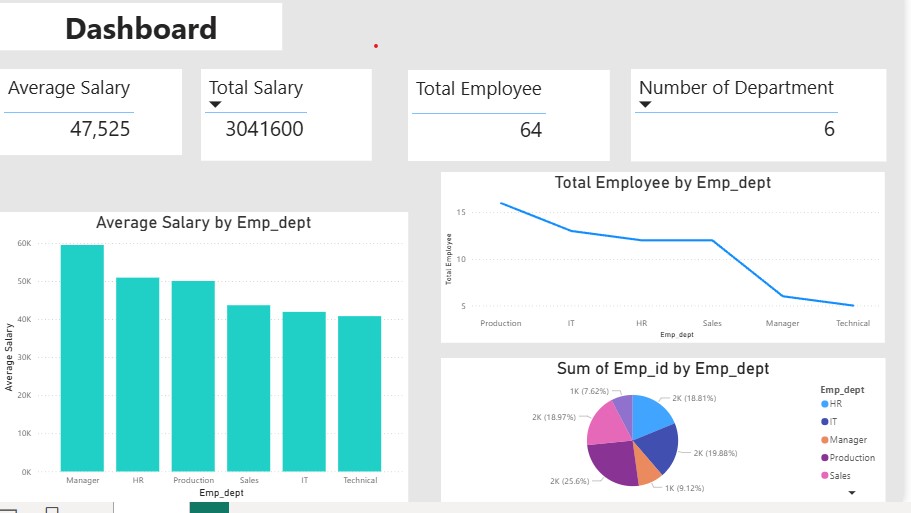 Dashboard
Average Salary
47,525
Total Salary
3041600
Total Employee
64
Number of Department
6
Average Salary by Emp_dept
60K
50K
40K
30K
20K
10K
0K
Average Salary
Manager HR Production Sales IT Technical
Emp_dept
Total Employee by Emp_dept
15
10
5
Total Employee
Production IT HR Sales Manager Technical
Emp_dept
Sum of Emp_id by Emp_dept
1K (7.62%)
2K (18.81%)
2K (18.97%)
2K (19.88%)
2K (25.6%)
1K (9.12%)
Emp_dept
HR
IT
Manager
Production
Sales